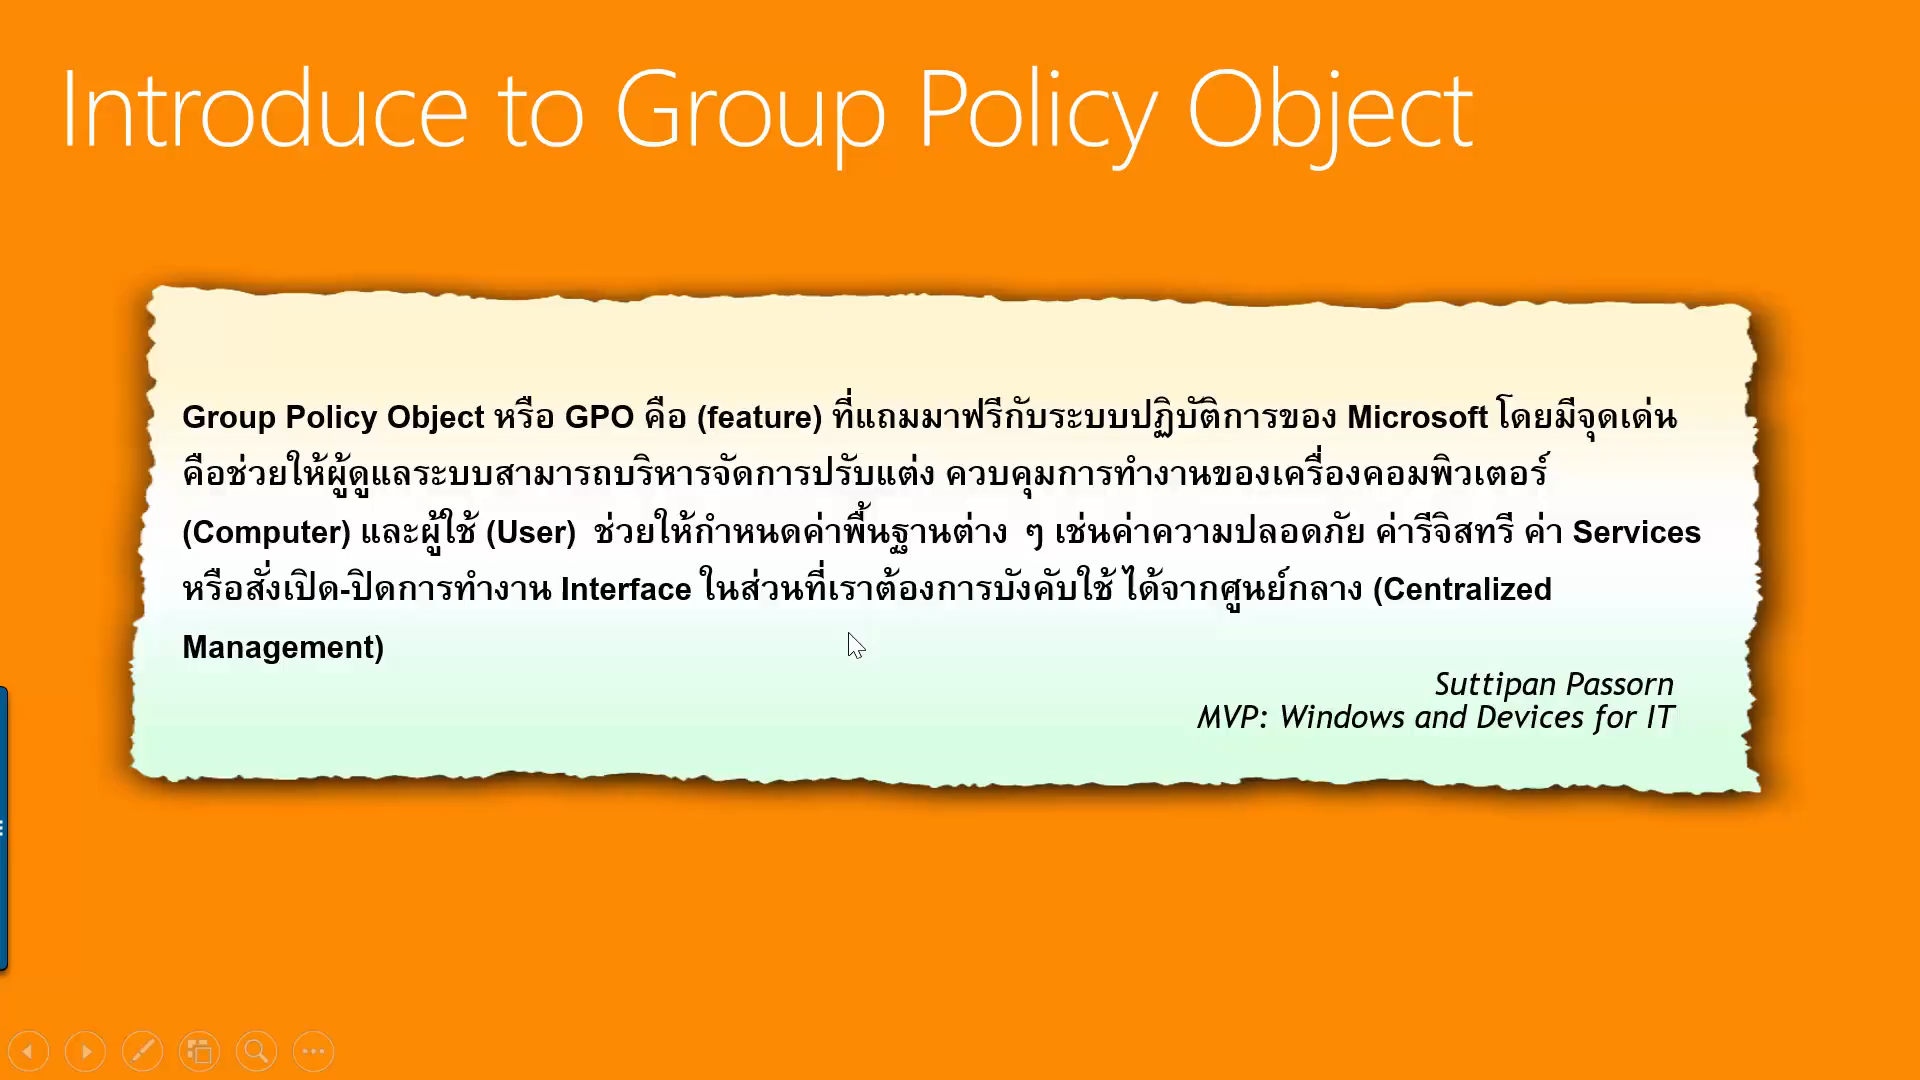 Introduce to Group Policy Object
Group Policy Object หรือ GPO คือ (feature) ที่แถมมาฟรีกับระบบปฏิบัติการของ Microsoft โดยมีจุดเด่น
คือช่วยให้ผู้ดูแลระบบสามารถบริหารจัดการปรับแต่ง ควบคุมการทำงานของเครื่องคอมพิวเตอร์
(Computer) และผู้ใช้ (User) ช่วยให้กำหนดค่าพื้นฐานต่าง ๆ เช่นค่าความปลอดภัย ค่ารีจิสทรี ค่า Services
หรือสั่งเปิด-ปิดการทำงาน Interface ในส่วนที่เราต้องการบังคับใช้ ได้จากศูนย์กลาง (Centralized
Management)
Suttipan Passorn
MVP: Windows and Devices for IT